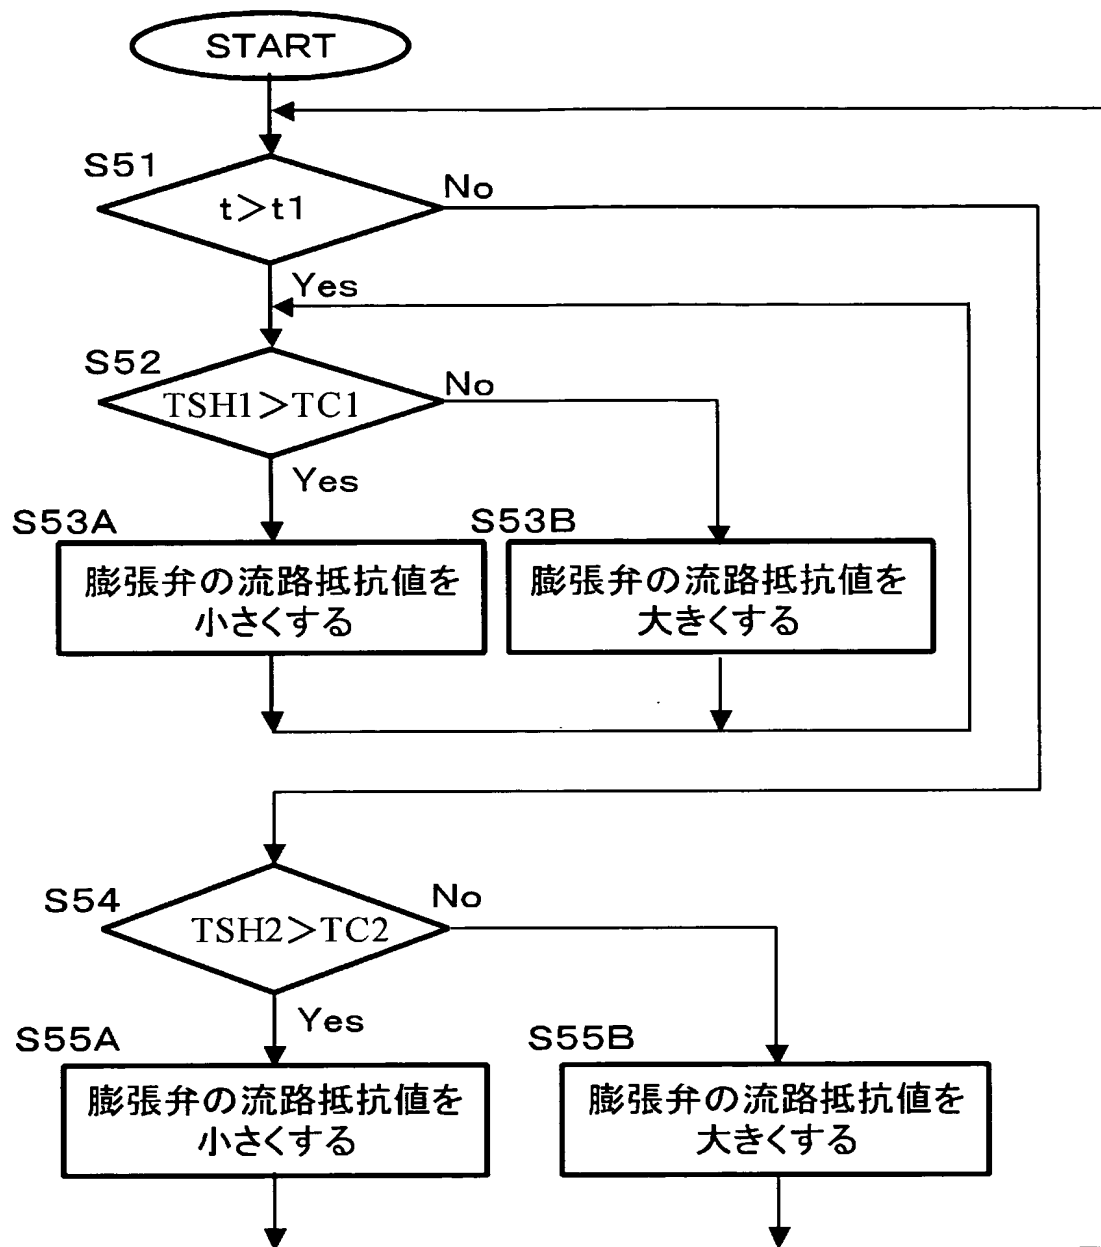 START
S51
t>t1
No
Yes
S52
TSH1>TC1
No
Yes
S53A
膨張弁の流路抵抗値を
小さくする
S53B
膨張弁の流路抵抗値を
大きくする
S54
TSH2>TC2
No
Yes
S55A
膨張弁の流路抵抗値を
小さくする
S55B
膨張弁の流路抵抗値を
大きくする